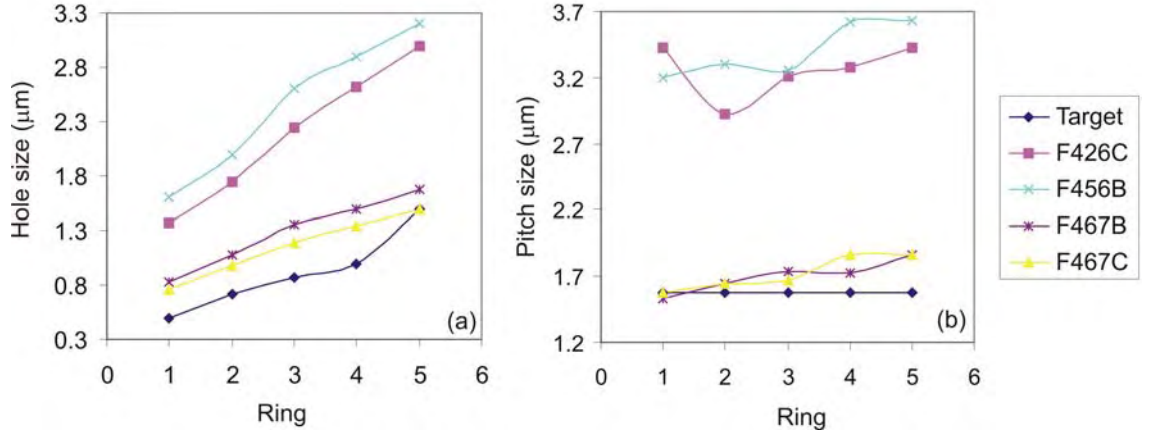 3.3
2.8
2.3
1.8
1.3
0.8
0.3
Hole size (μm)
0 1 2 3 4 5 6
Ring
(a)
3.7
3.2
2.7
2.2
1.7
1.2
Pitch size (μm)
0 1 2 3 4 5 6
Ring
(b)
Target
F426C
F456B
F467B
F467C